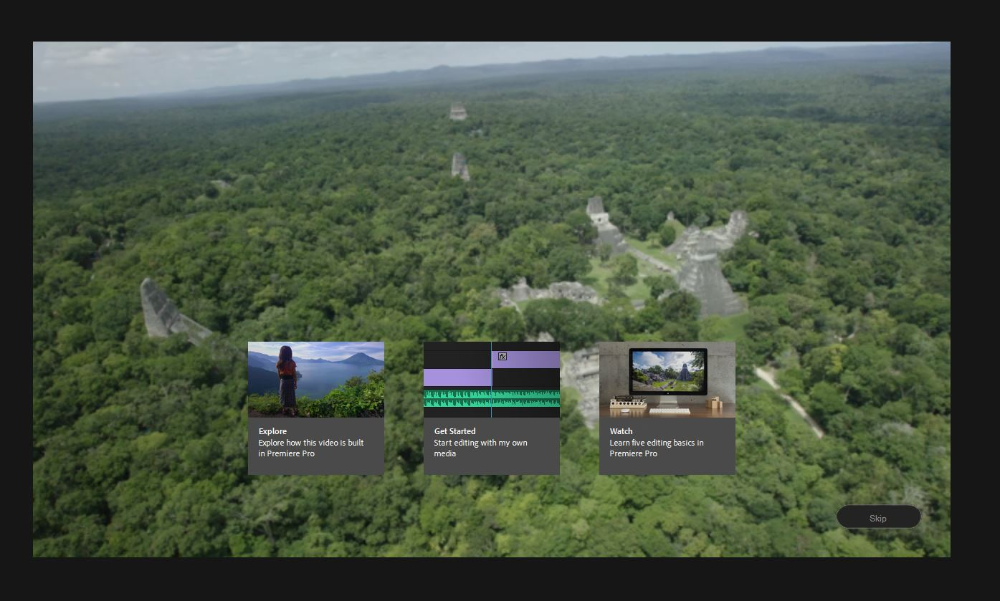 fx
Explore
Explore how this video is built
in Premiere Pro
Get Started
Start editing with my own
media
Watch
Learn five editing basics in
Premiere Pro
Skip